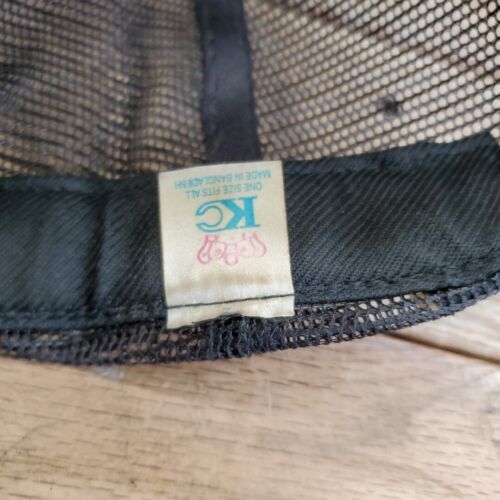 KC
ONE SIZE FITS ALL
MADE IN BANGLADESH